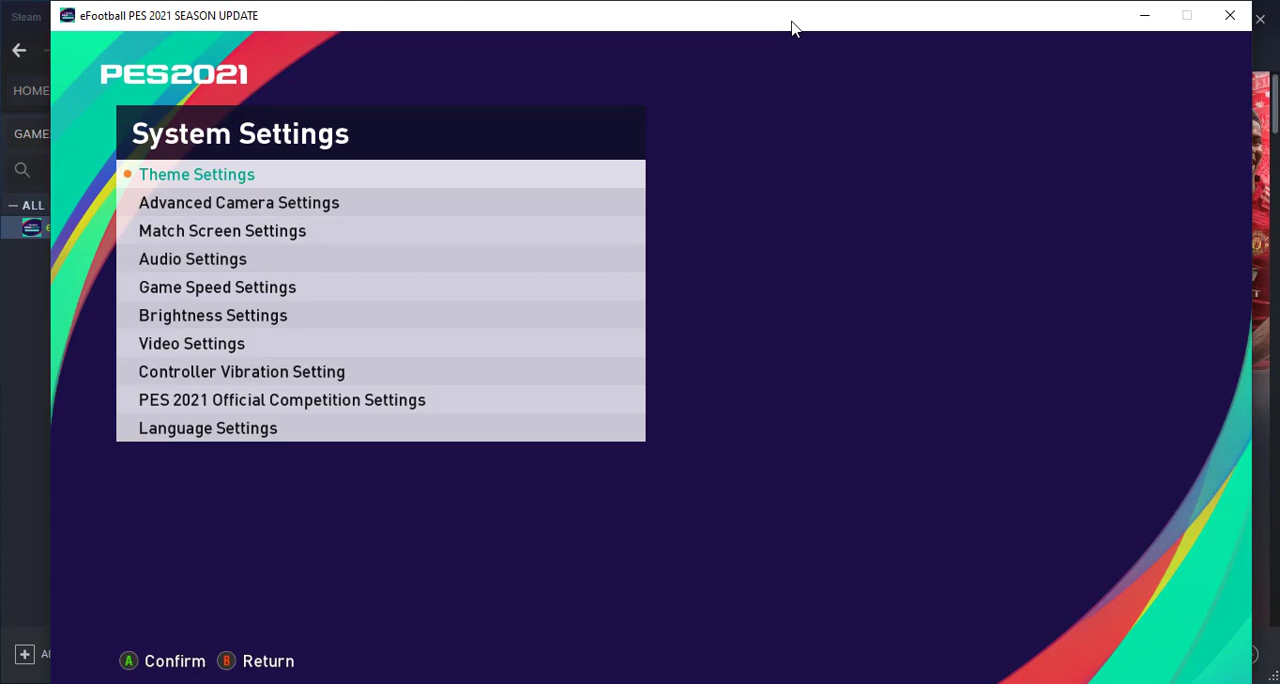 Steam
eFootball PES 2021 SEASON UPDATE
PES2021
HOME
GAME
ALL
System Settings
Theme Settings
Advanced Camera Settings
Match Screen Settings
Audio Settings
Game Speed Settings
Brightness Settings
Video Settings
Controller Vibration Setting
PES 2021 Official Competition Settings
Language Settings
A Confirm B Return